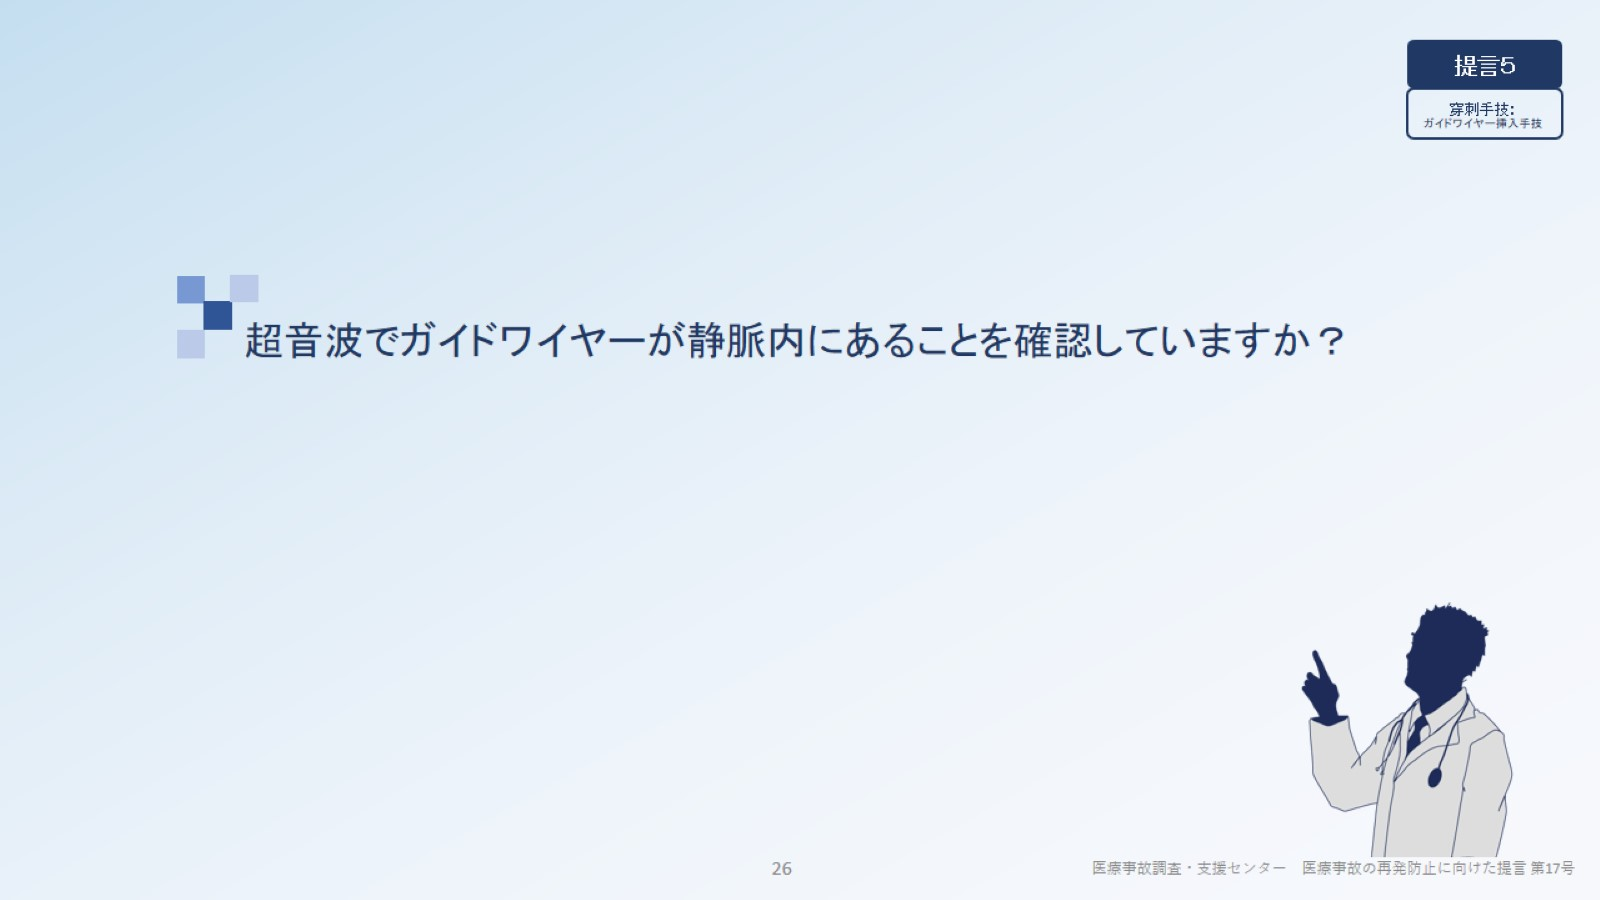 提言5
穿刺手技:
ガイドワイヤー挿入手技
超音波でガイドワイヤーが静脈内にあることを確認していますか？
26
医療事故調査・支援センター　医療事故の再発防止に向けた提言 第17号